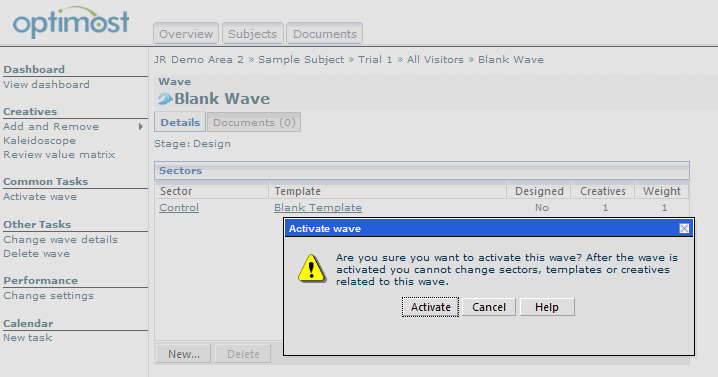 optimost
Overview Subjects Documents
JR Demo Area 2 » Sample Subject » Trial 1 » All Visitors » Blank Wave
Dashboard
View dashboard
Creatives
Add and Remove
Kaleidoscope
Review value matrix
Common Tasks
Activate wave
Other Tasks
Change wave details
Delete wave
Performance
Change settings
Calendar
New task
Wave
Blank Wave
Details Documents (0)
Stage: Design
Sectors
Sector Template Designed Creatives Weight
Control Blank Template No 1 1
Activate wave
Are you sure you want to activate this wave? After the wave is
activated you cannot change sectors, templates or creatives
related to this wave.
Activate Cancel Help
New... Delete